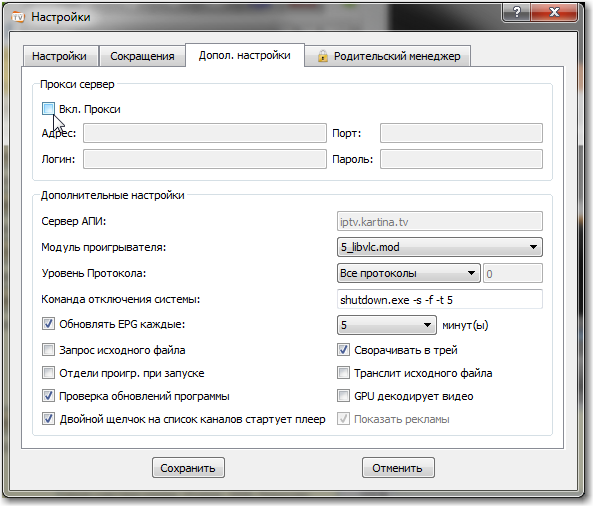 TV Настройки ?
Настройки Сокращения Допол. настройки Родительский менеджер
Прокси сервер
Вкл. Прокси
Адрес: Порт:
Логин: Пароль:
Дополнительные настройки
Сервер АПИ: iptv.kartina.tv
Модуль проигрывателя: 5_libvlc.mod
Уровень Протокола: Все протоколы 0
Команда отключения системы: shutdown.exe -s -f -t 5
Обновлять EPG каждые: 5 минут(ы)
Запрос исходного файла Сворачивать в трей
Отдели проигр. при запуске Транслит исходного файла
Проверка обновлений программы GPU декодирует видео
Двойной щелчок на список каналов стартует плеер Показать рекламы
Сохранить Отменить